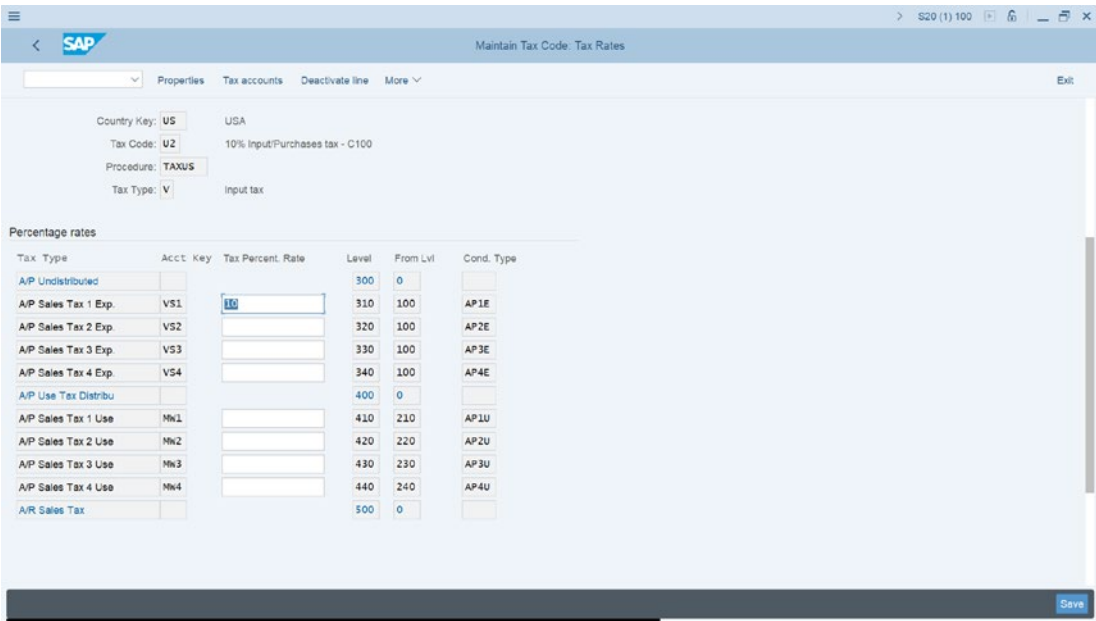 S20 (1) 100
SAP
Maintain Tax Code: Tax Rates
Properties Tax accounts Deactivate line More Exit
Country Key: US USA
Tax Code: U2 10% Input/Purchases tax - C100
Procedure: TAXUS
Tax Type: V Input tax
Percentage rates
Tax Type Acct Key Tax Percent. Rate Level From Lvl Cond. Type
A/P Undistributed 300 0
A/P Sales Tax 1 Exp. VS1 10 310 100 AP1E
A/P Sales Tax 2 Exp. VS2 320 100 AP2E
A/P Sales Tax 3 Exp. VS3 330 100 AP3E
A/P Sales Tax 4 Exp. VS4 340 100 AP4E
A/P Use Tax Distribu 400 0
A/P Sales Tax 1 Use MW1 410 210 AP1U
A/P Sales Tax 2 Use MW2 420 220 AP2U
A/P Sales Tax 3 Use MW3 430 230 AP3U
A/P Sales Tax 4 Use MW4 440 240 AP4U
A/R Sales Tax 500 0
Save